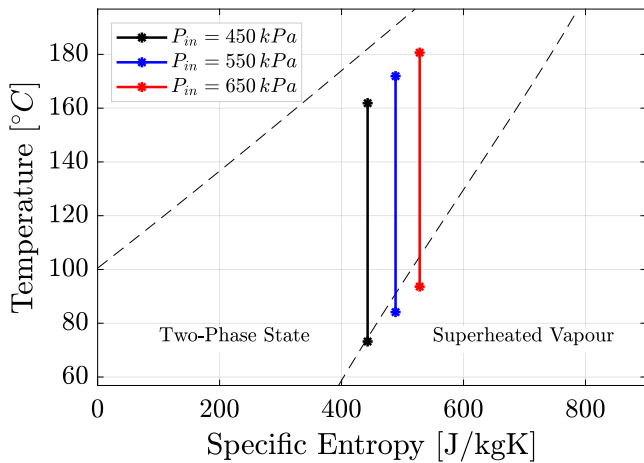 P_in = 450 kPa
P_in = 550 kPa
P_in = 650 kPa
Temperature [°C]
180
160
140
120
100
80
60
Two-Phase State
Superheated Vapour
0
200
400
600
800
Specific Entropy [J/kgK]